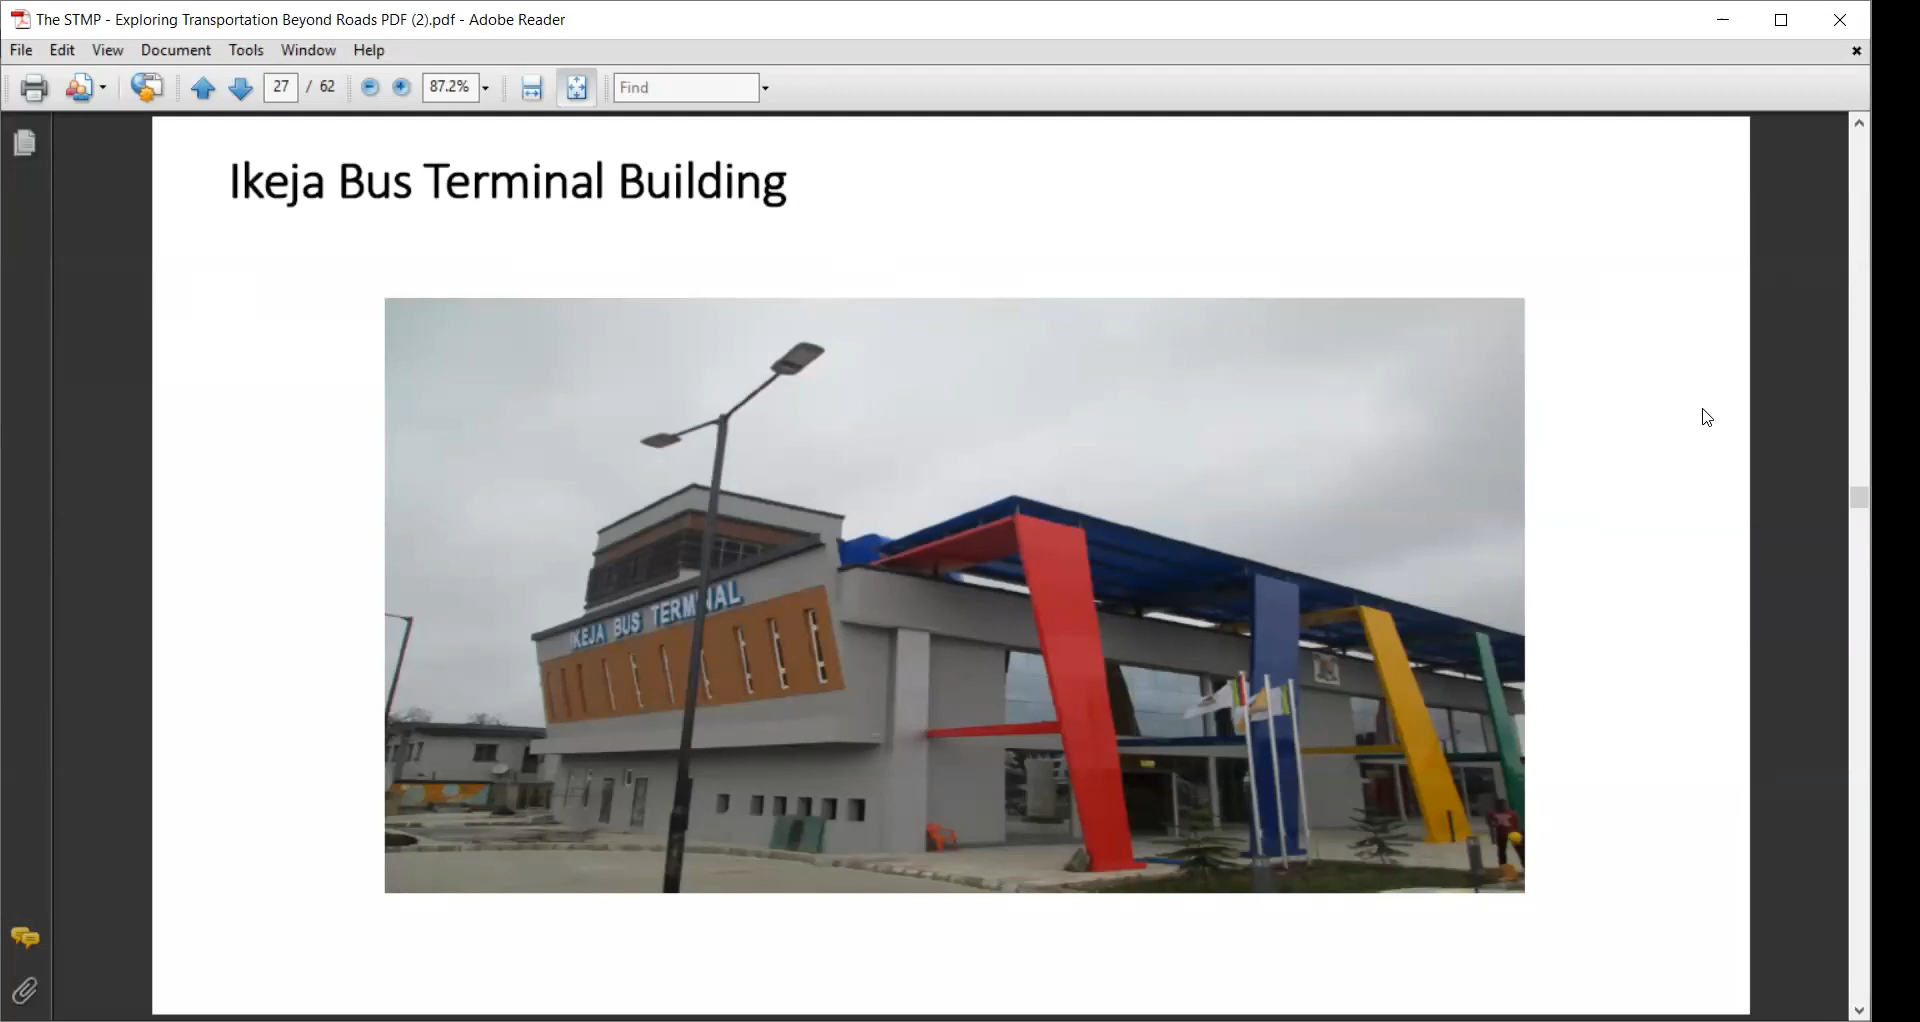 The STMP - Exploring Transportation Beyond Roads PDF (2).pdf - Adobe Reader
File Edit View Document Tools Window Help
27 / 62 87.2% Find
Ikeja Bus Terminal Building
IKEJA BUS TERMINAL